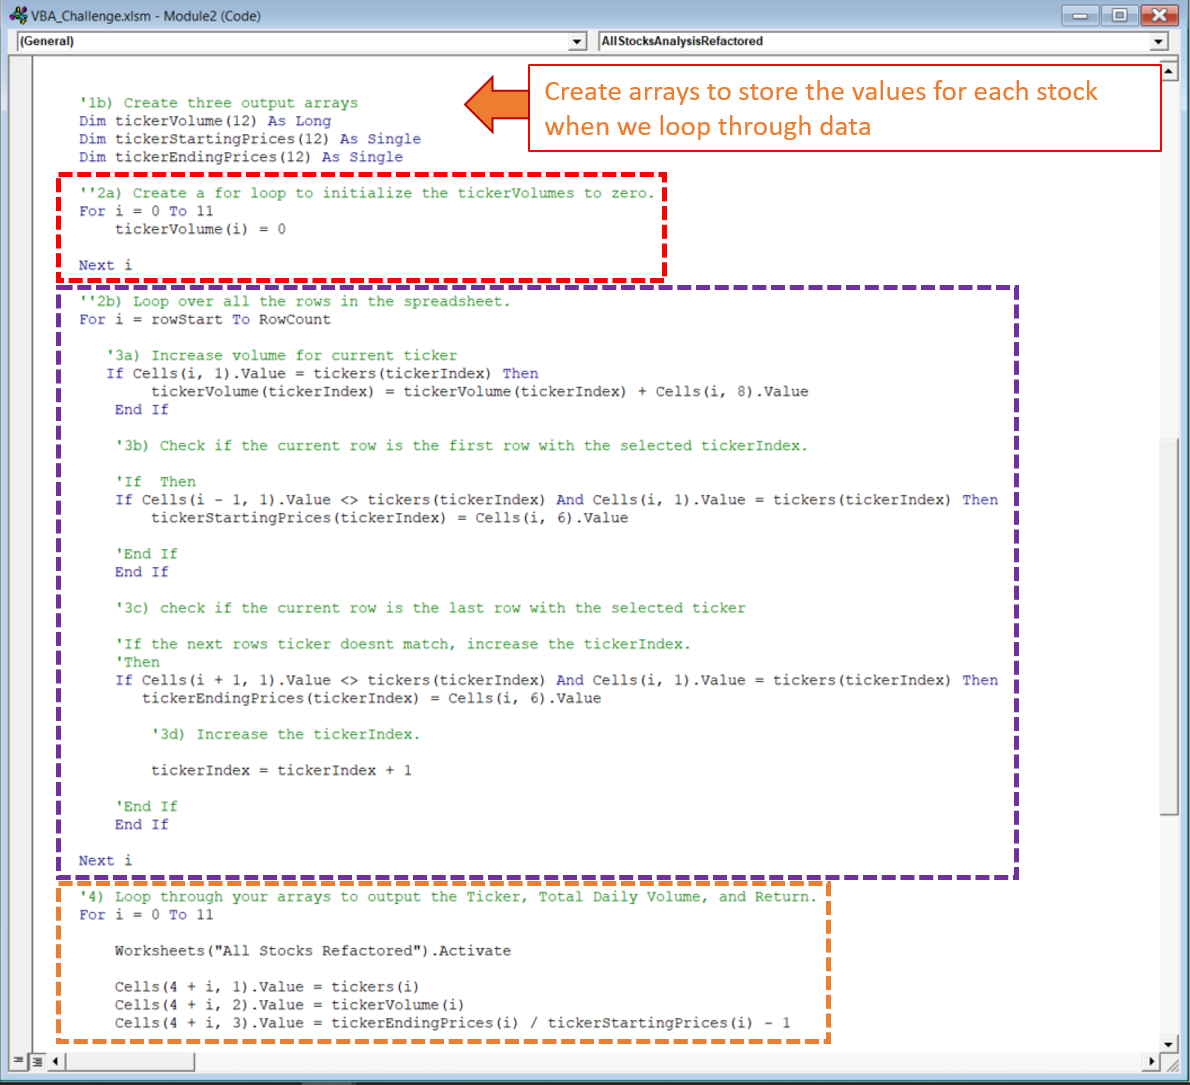 VBA_Challenge.xlsm - Module2 (Code)
(General)
AllStocksAnalysisRefactored
Create arrays to store the values for each stock
when we loop through data
'1b) Create three output arrays
Dim tickerVolume(12) As Long
Dim tickerStartingPrices(12) As Single
Dim tickerEndingPrices(12) As Single
''2a) Create a for loop to initialize the tickerVolumes to zero.
For i = 0 To 11
tickerVolume(i) = 0
Next i
''2b) Loop over all the rows in the spreadsheet.
For i = rowStart To RowCount
'3a) Increase volume for current ticker
If Cells(i, 1).Value = tickers(tickerIndex) Then
tickerVolume(tickerIndex) = tickerVolume(tickerIndex) + Cells(i, 8).Value
End If
'3b) Check if the current row is the first row with the selected tickerIndex.
'If  Then
If Cells(i - 1, 1).Value <> tickers(tickerIndex) And Cells(i, 1).Value = tickers(tickerIndex) Then
tickerStartingPrices(tickerIndex) = Cells(i, 6).Value
'End If
End If
'3c) check if the current row is the last row with the selected ticker
'If the next rows ticker doesnt match, increase the tickerIndex.
'Then
If Cells(i + 1, 1).Value <> tickers(tickerIndex) And Cells(i, 1).Value = tickers(tickerIndex) Then
tickerEndingPrices(tickerIndex) = Cells(i, 6).Value
'3d) Increase the tickerIndex.
tickerIndex = tickerIndex + 1
'End If
End If
Next i
'4) Loop through your arrays to output the Ticker, Total Daily Volume, and Return.
For i = 0 To 11
Worksheets("All Stocks Refactored").Activate
Cells(4 + i, 1).Value = tickers(i)
Cells(4 + i, 2).Value = tickerVolume(i)
Cells(4 + i, 3).Value = tickerEndingPrices(i) / tickerStartingPrices(i) - 1